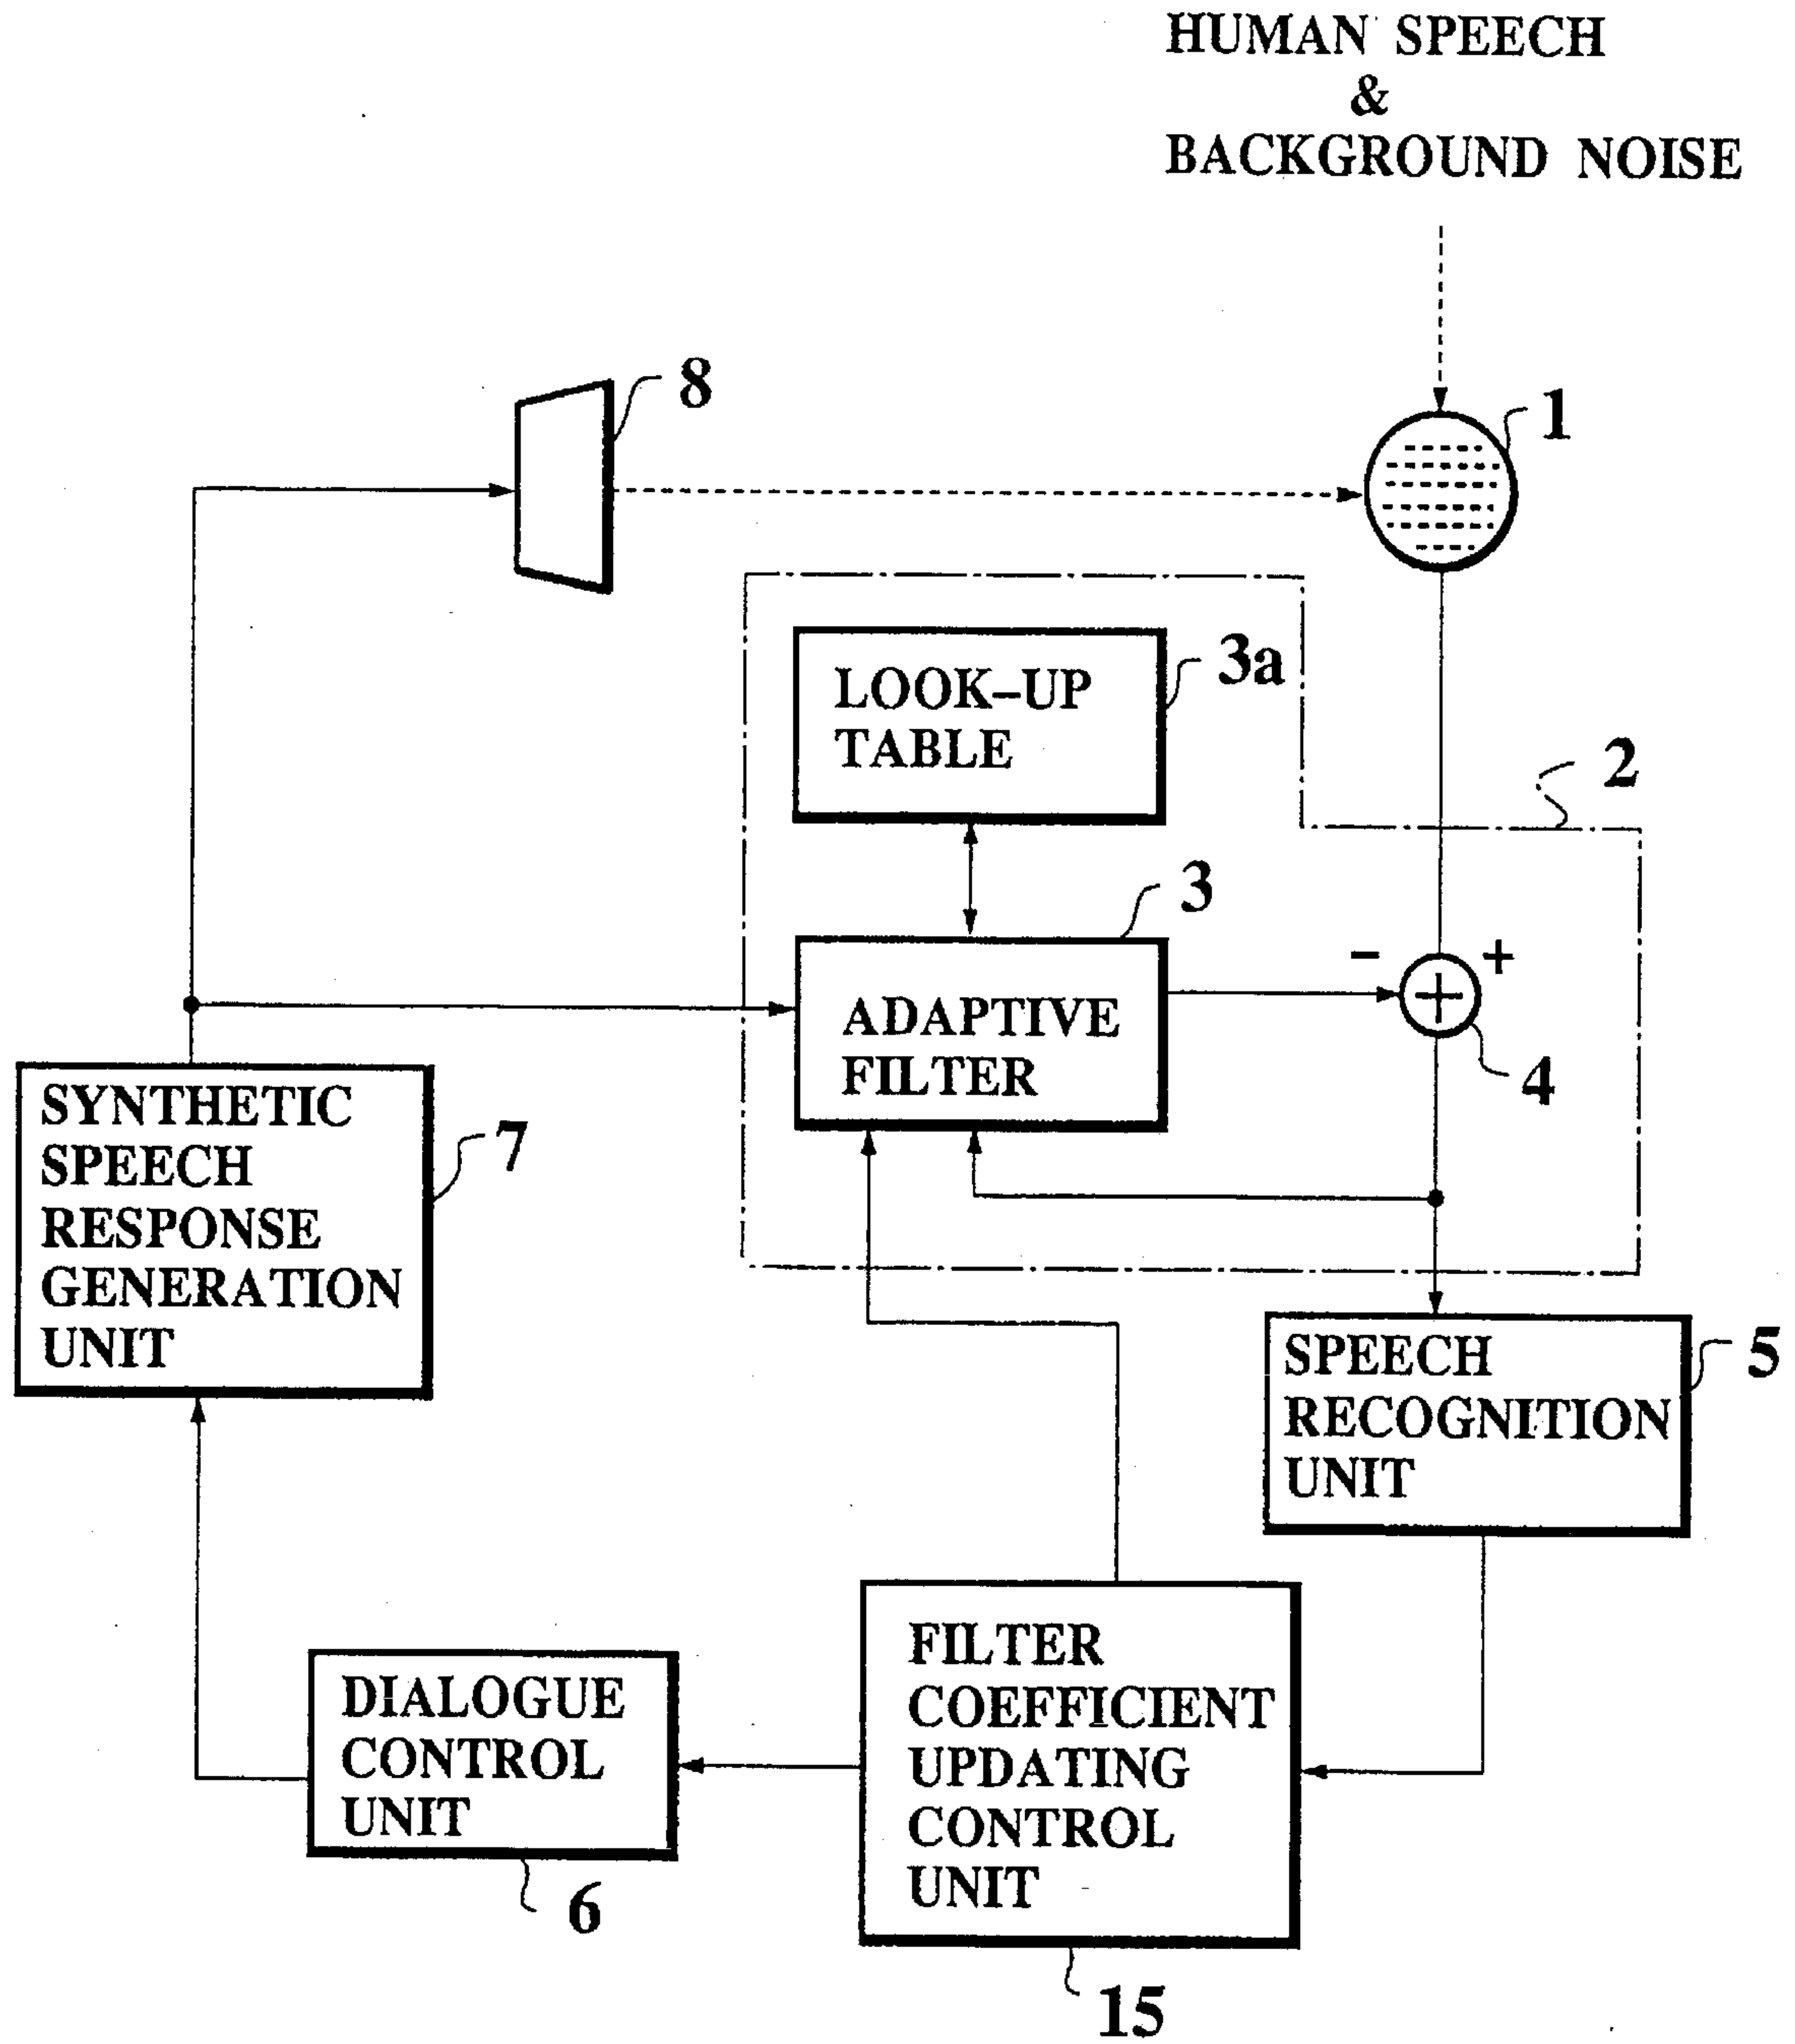 HUMAN SPEECH
&
BACKGROUND NOISE
8
1
LOOK-UP
TABLE
3a
2
3
- +
ADAPTIVE
FILTER
+
4
SYNTHETIC
SPEECH
RESPONSE
GENERATION
UNIT
7
SPEECH
RECOGNITION
UNIT
5
FILTER
COEFFICIENT
UPDATING
CONTROL
UNIT
15
DIALOGUE
CONTROL
UNIT
6